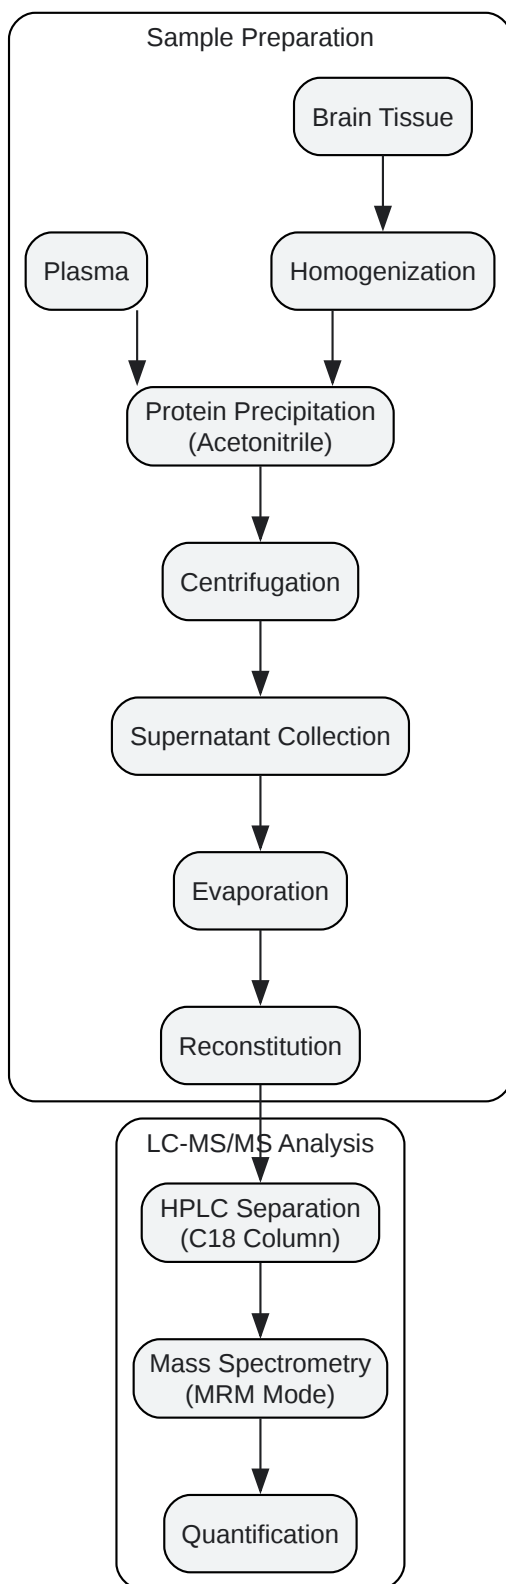 Sample Preparation
Brain Tissue
Plasma
Homogenization
Protein Precipitation
(Acetonitrile)
Centrifugation
Supernatant Collection
Evaporation
Reconstitution
LC-MS/MS Analysis
HPLC Separation
(C18 Column)
Mass Spectrometry
(MRM Mode)
Quantification